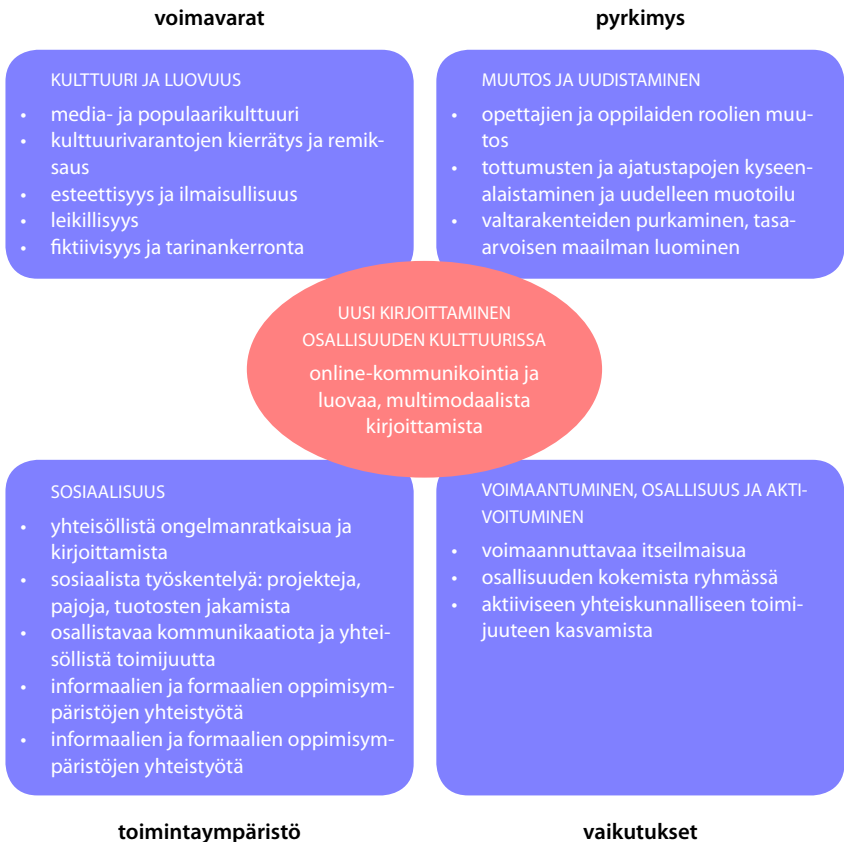 voimavarat
pyrkimys
KULTTUURI JA LUOVUUS
• media- ja populaarikulttuuri
• kulttuurivarantojen kierrätys ja remik-
saus
• esteettisyys ja ilmaisullisuus
• leikillisyys
• fiktiivisyys ja tarinankerronta
MUUTOS JA UUDISTAMINEN
• opettajien ja oppilaiden roolien muu-
tos
• tottumusten ja ajatustapojen kyseen-
alaistaminen ja uudelleen muotoilu
• valtarakenteiden purkaminen, tasa-
arvoisen maailman luominen
UUSI KIRJOITTAMINEN
OSALLISUUDEN KULTTUURISSA
online-kommunikointia ja
luovaa, multimodaalista
kirjoittamista
SOSIAALISUUS
• yhteisöllistä ongelmanratkaisua ja
kirjoittamista
• sosiaalista työskentelyä: projekteja,
pajoja, tuotosten jakamista
• osallistavaa kommunikaatiota ja yhtei-
söllistä toimijuutta
• informaalien ja formaalien oppimisym-
päristöjen yhteistyötä
• informaalien ja formaalien oppimisym-
päristöjen yhteistyötä
VOIMAANTUMINEN, OSALLISUUS JA AKTI-
VOITUMINEN
• voimaannuttavaa itseilmaisua
• osallisuuden kokemista ryhmässä
• aktiiviseen yhteiskunnalliseen toimi-
juuteen kasvamista
toimintaympäristö
vaikutukset